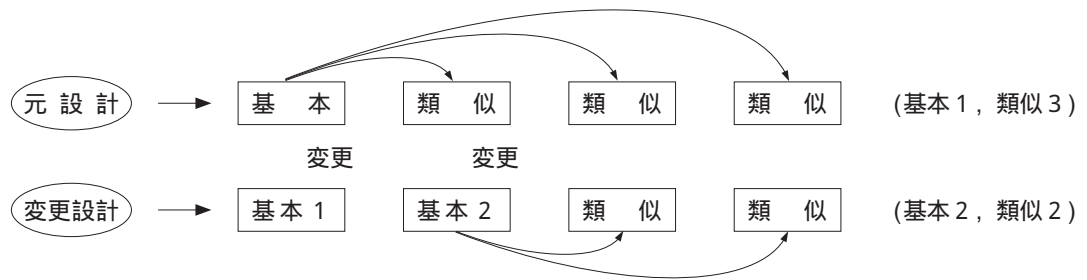 元設計 基本 類似 類似 類似 (基本1,類似3)
変更 変更
変更設計 基本1 基本2 類似 類似 (基本2,類似2)